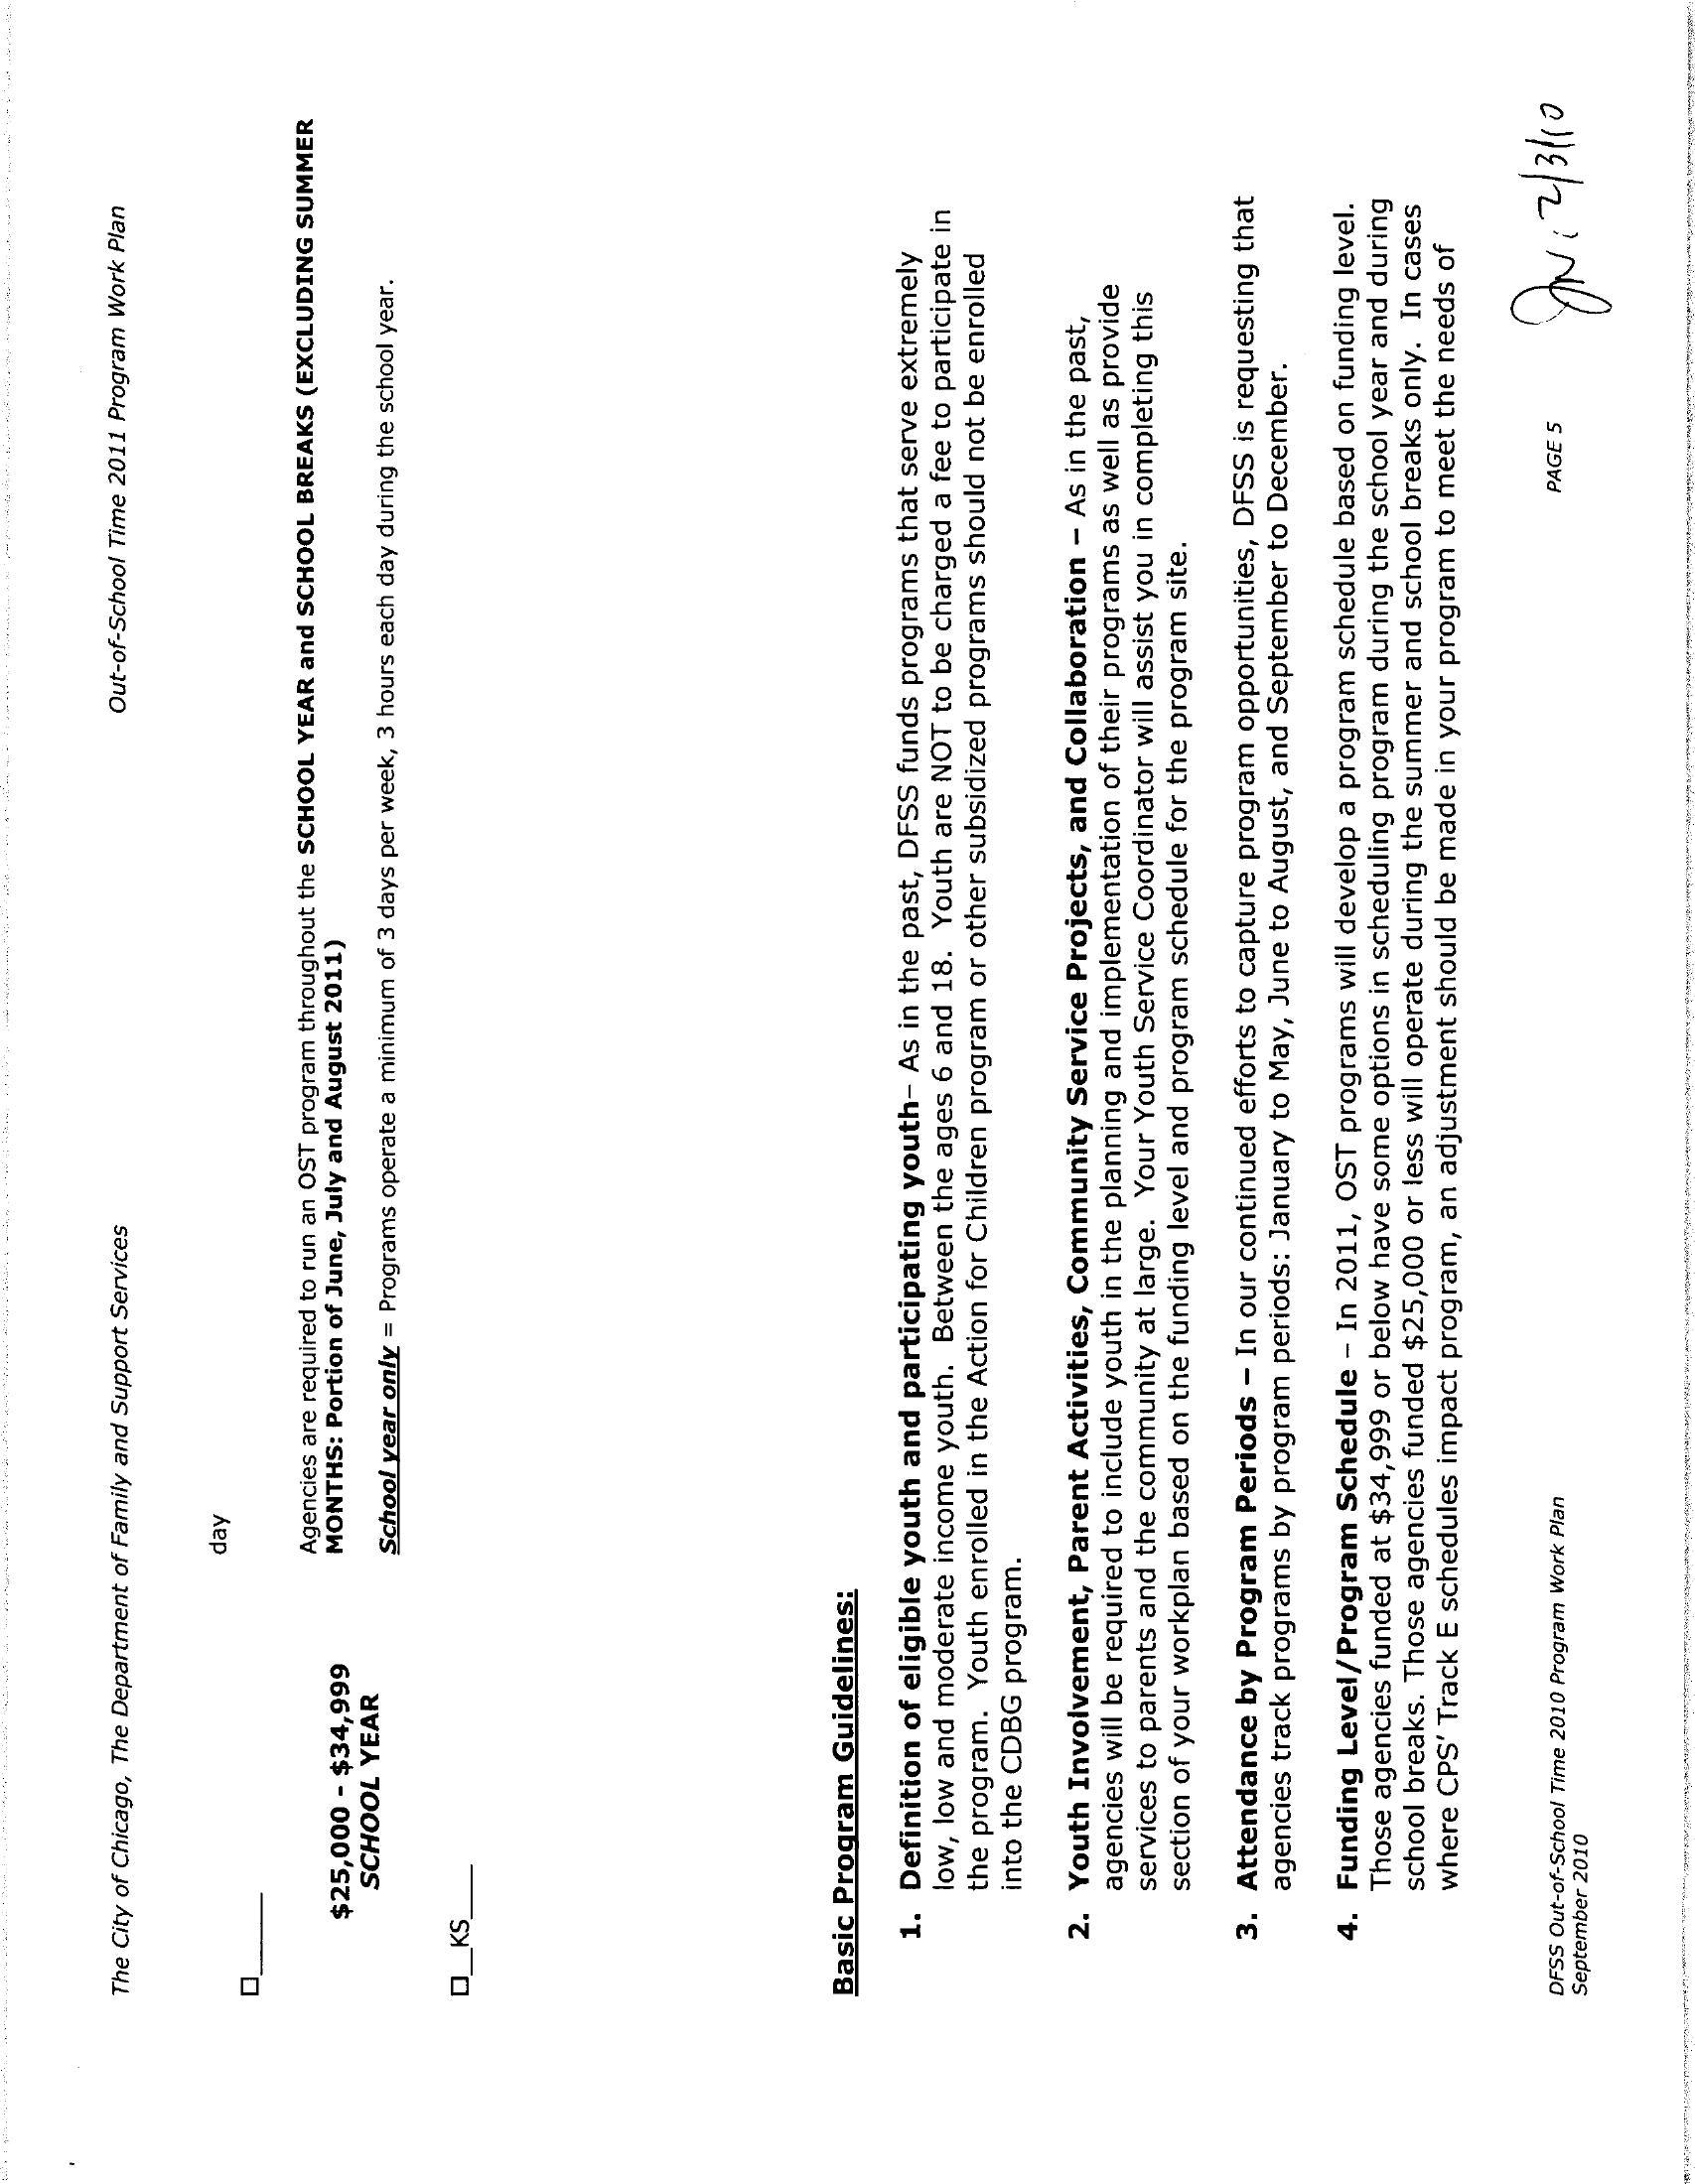 The City of Chicago, The Department of Family and Support Services    Out-of-School Time 2011 Program Work Plan
day
□_____
Agencies are required to run an OST program throughout the SCHOOL YEAR and SCHOOL BREAKS (EXCLUDING SUMMER
MONTHS: Portion of June, July and August 2011)
$25,000 - $34,999
SCHOOL YEAR
School year only = Programs operate a minimum of 3 days per week, 3 hours each day during the school year.
□__KS____
Basic Program Guidelines:
1. Definition of eligible youth and participating youth– As in the past, DFSS funds programs that serve extremely
low, low and moderate income youth. Between the ages 6 and 18. Youth are NOT to be charged a fee to participate in
the program. Youth enrolled in the Action for Children program or other subsidized programs should not be enrolled
into the CDBG program.
2. Youth Involvement, Parent Activities, Community Service Projects, and Collaboration – As in the past,
agencies will be required to include youth in the planning and implementation of their programs as well as provide
services to parents and the community at large. Your Youth Service Coordinator will assist you in completing this
section of your workplan based on the funding level and program schedule for the program site.
3. Attendance by Program Periods – In our continued efforts to capture program opportunities, DFSS is requesting that
agencies track programs by program periods: January to May, June to August, and September to December.
4. Funding Level/Program Schedule – In 2011, OST programs will develop a program schedule based on funding level.
Those agencies funded at $34,999 or below have some options in scheduling program during the school year and during
school breaks. Those agencies funded $25,000 or less will operate during the summer and school breaks only. In cases
where CPS’ Track E schedules impact program, an adjustment should be made in your program to meet the needs of
DFSS Out-of-School Time 2010 Program Work Plan    PAGE 5
September 2010